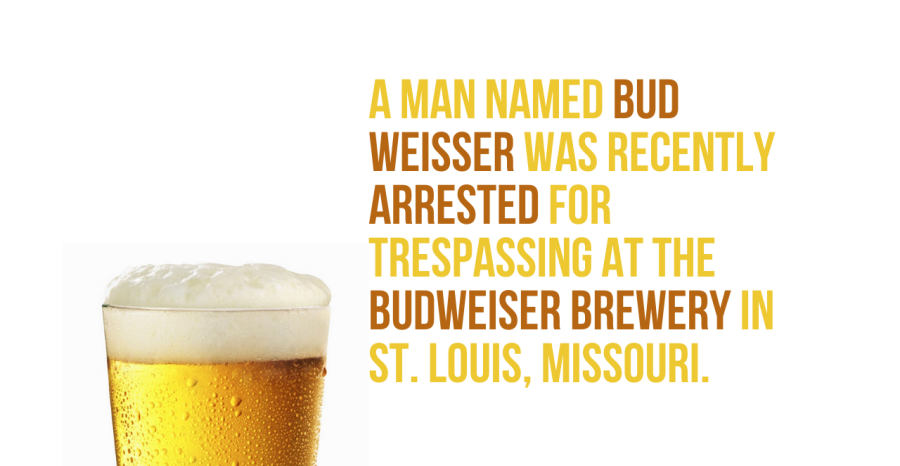 A MAN NAMED BUD
WEISSER WAS RECENTLY
ARRESTED FOR
TRESPASSING AT THE
BUDWEISER BREWERY IN
ST. LOUIS, MISSOURI.